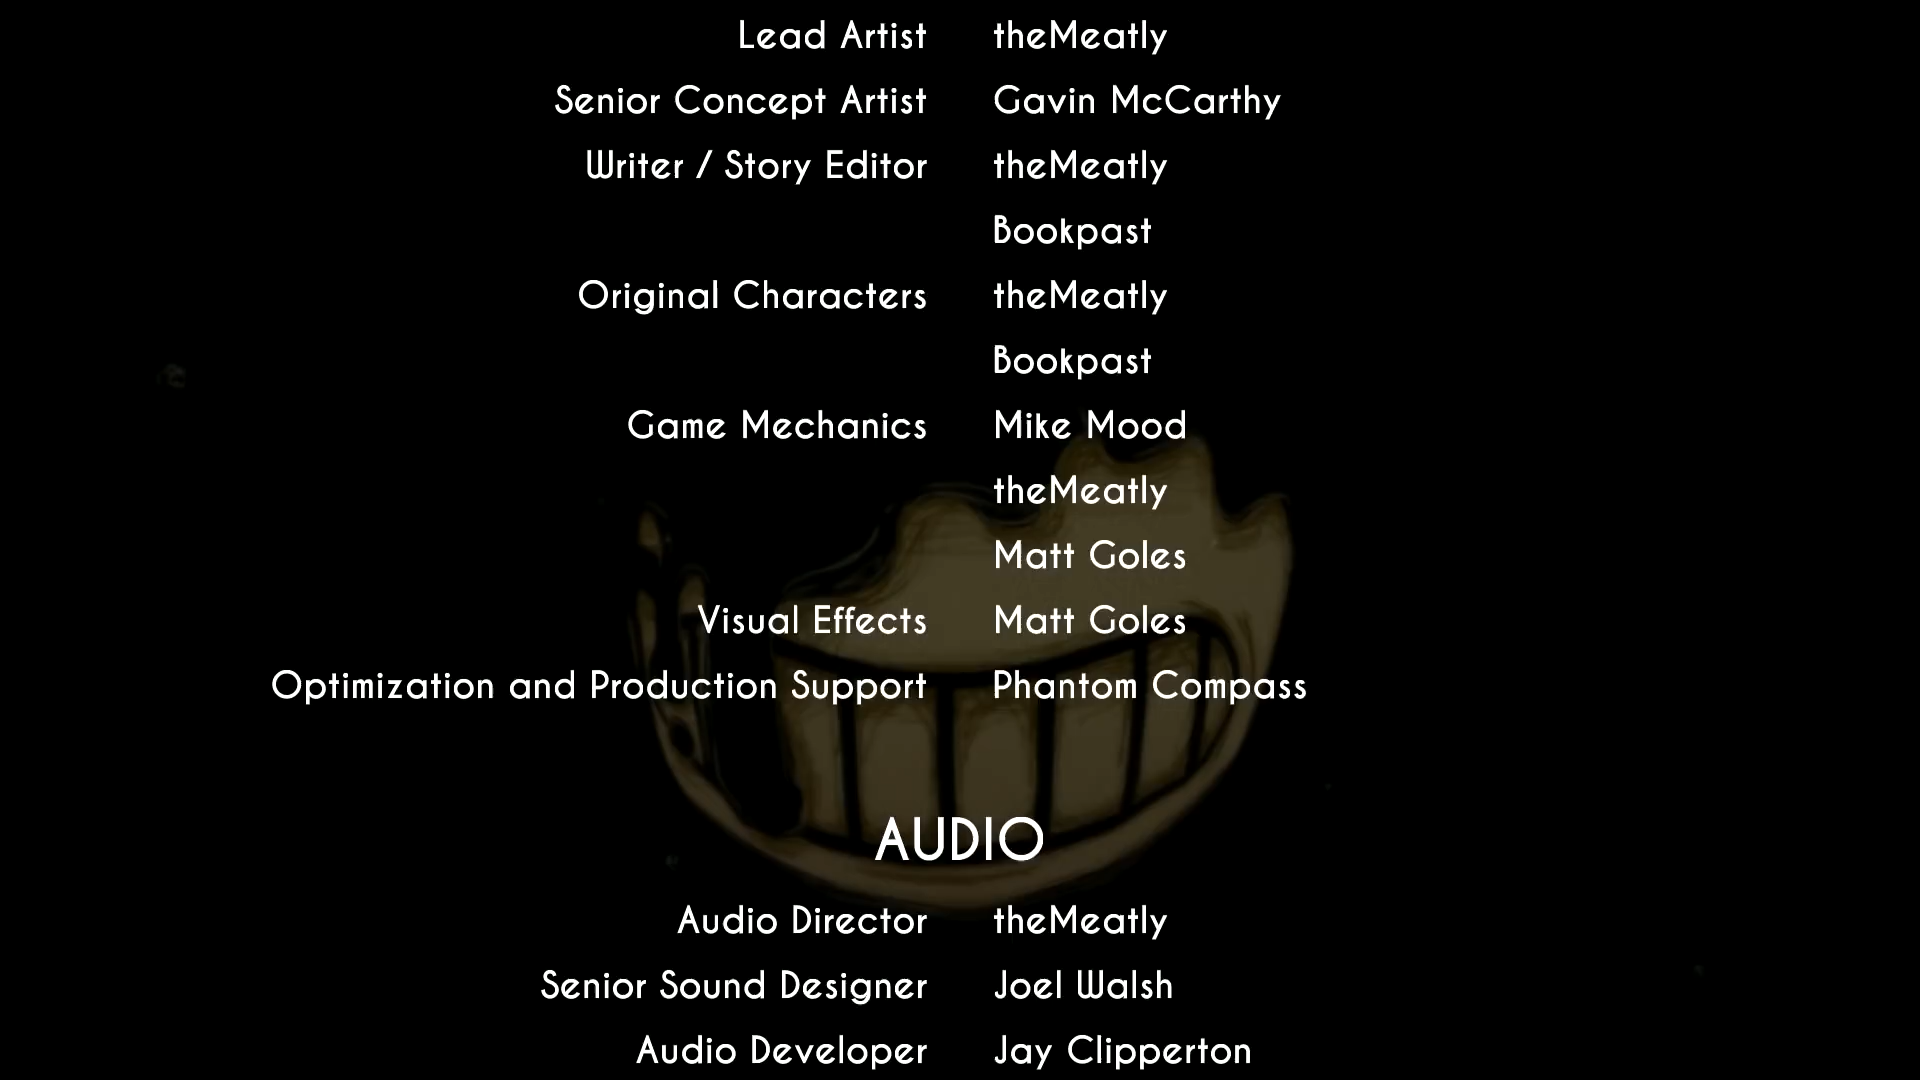 Lead Artist theMeatly
Senior Concept Artist Gavin McCarthy
Writer / Story Editor theMeatly
Bookpast
Original Characters theMeatly
Bookpast
Game Mechanics Mike Mood
theMeatly
Matt Goles
Visual Effects Matt Goles
Optimization and Production Support Phantom Compass
AUDIO
Audio Director theMeatly
Senior Sound Designer Joel Walsh
Audio Developer Jay Clipperton